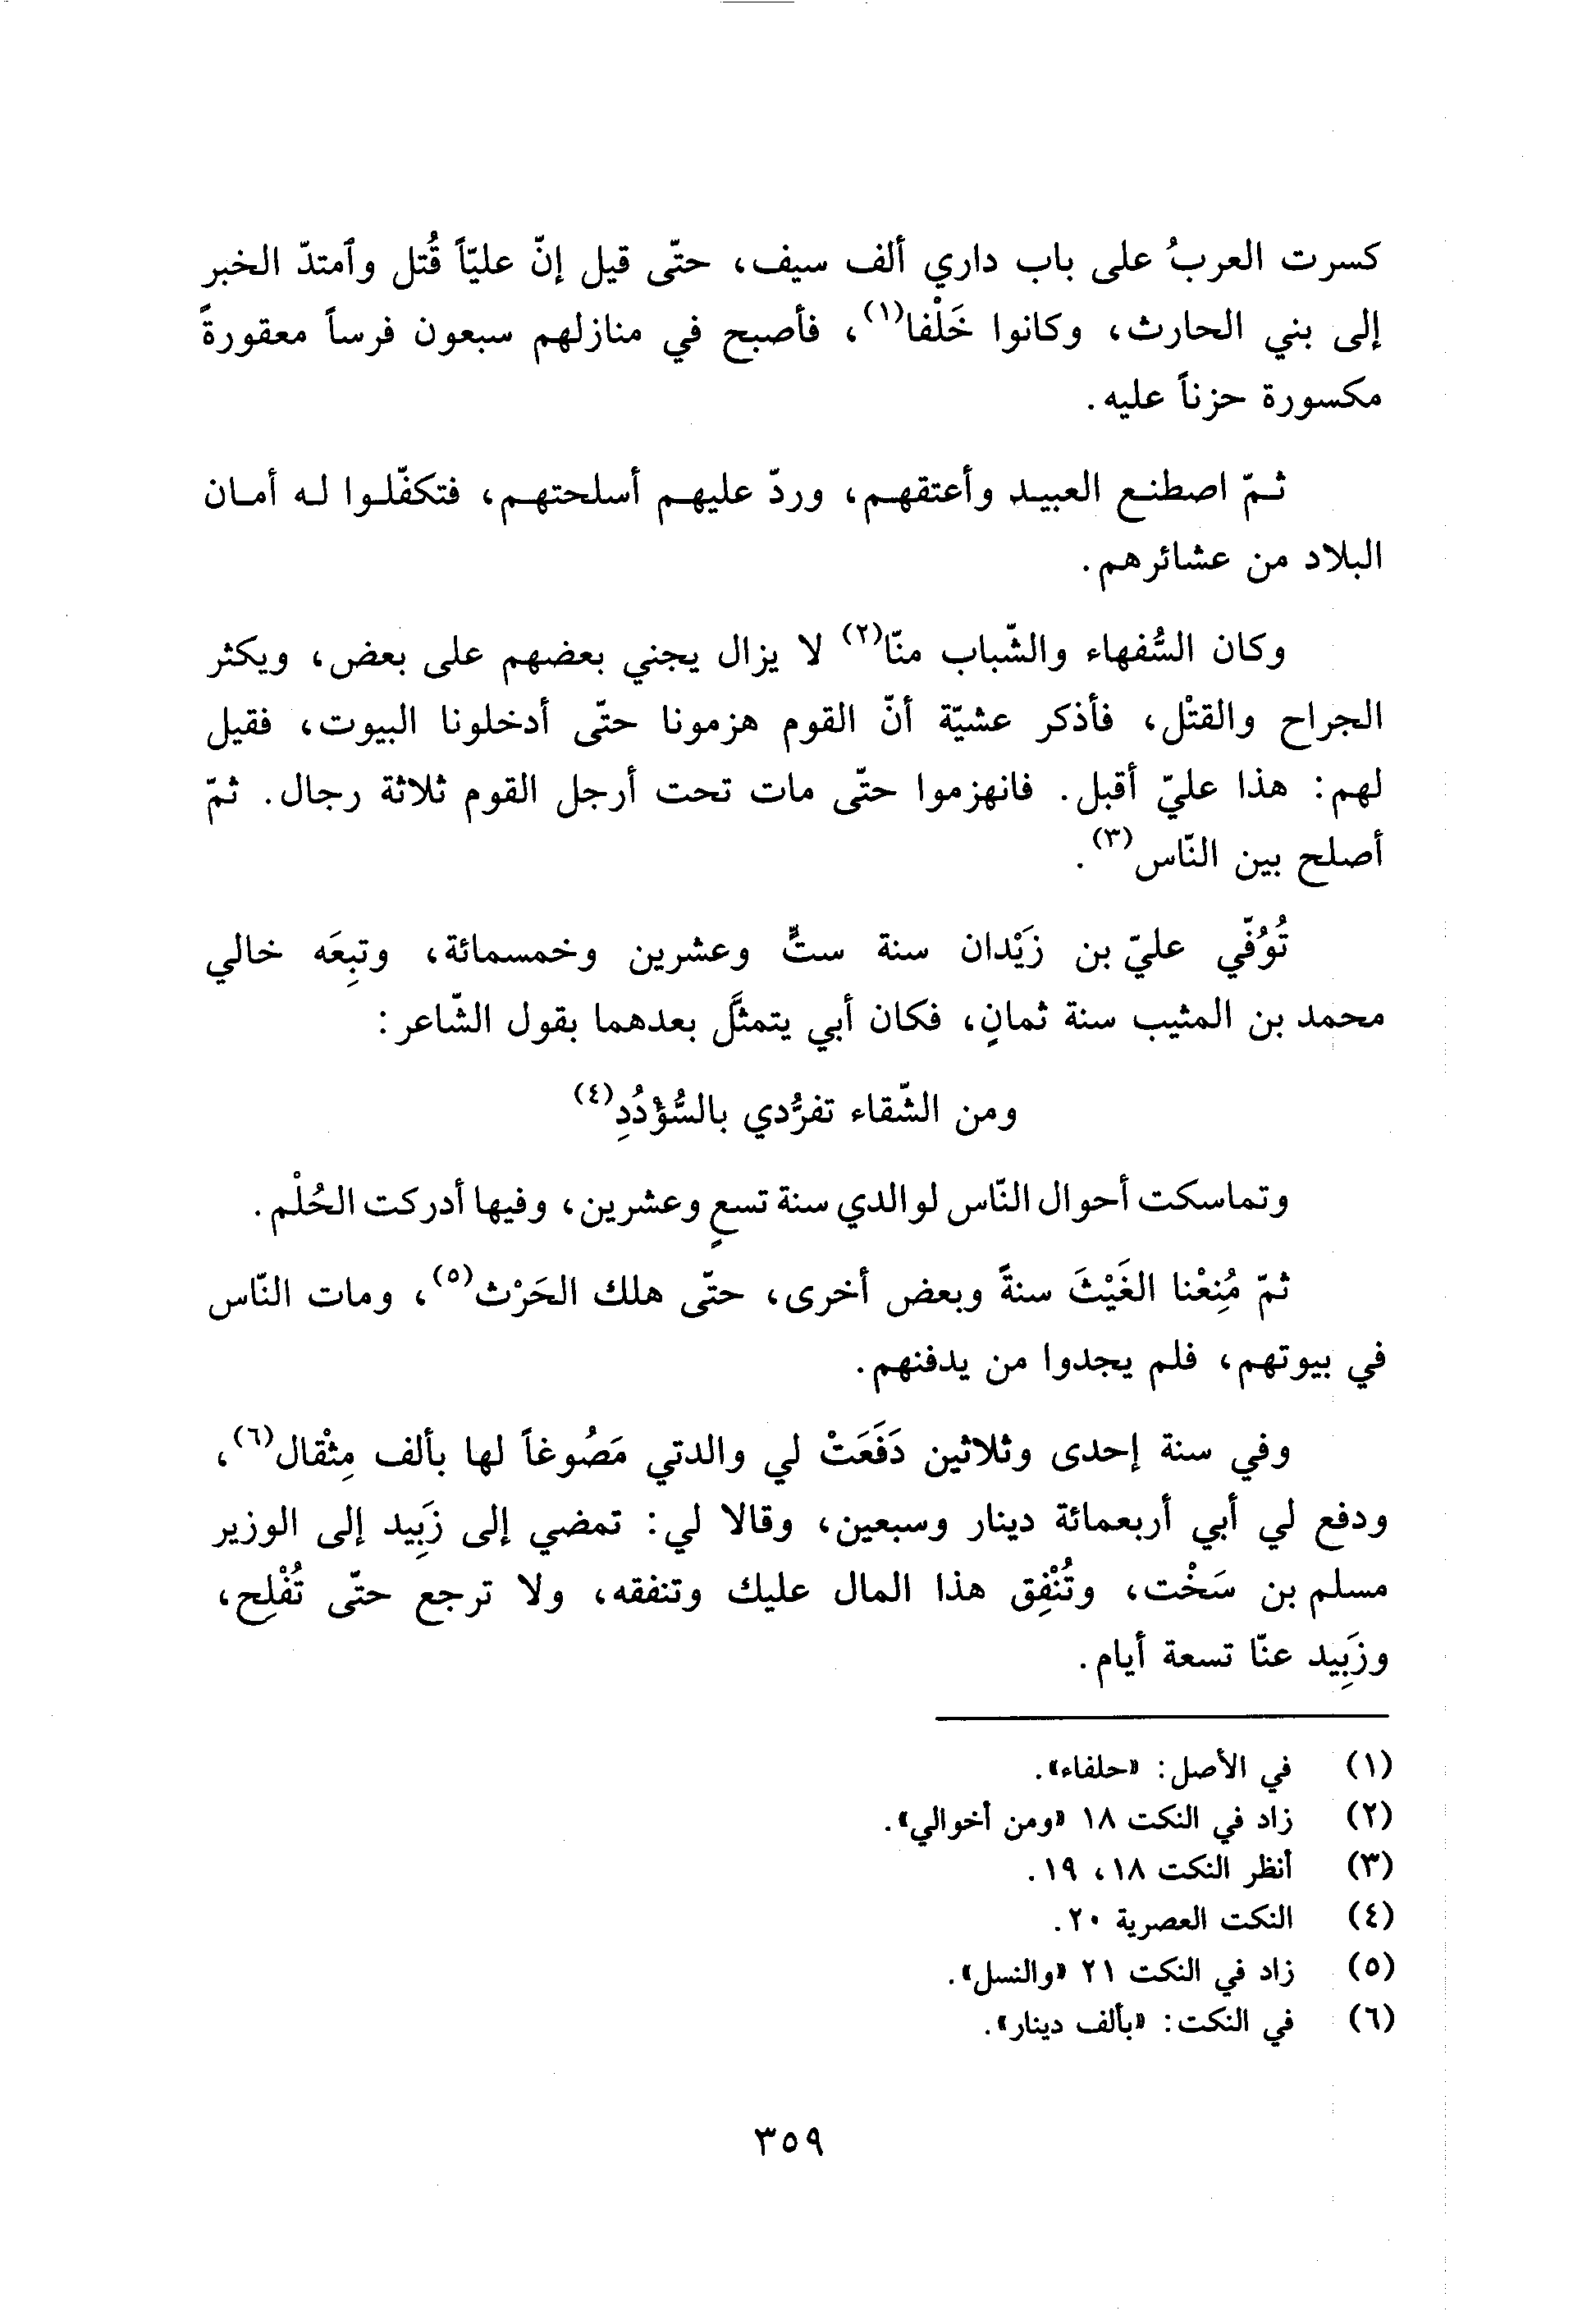 كسرت العربُ على باب داري ألف سيف، حتّى قيل إنّ عليّاً قُتل وٱمتدّ الخبر
إلى بني الحارث، وكانوا خَلْفا(١)، فأصبح في منازلهم سبعون فرساً معقورةً
مكسورة حزناً عليه.
ثـمّ اصطنـع العبيـد وأعتقهـم، وردّ عليهـم أسلحتهـم، فتكفّلـوا لـه أمـان
البلاد من عشائرهم.
وكان السُّفهاء والشّباب منّا(٢) لا يزال يجني بعضهم على بعض، ويكثر
الجراح والقتْل، فأذكر عشيّة أنّ القوم هزمونا حتّى أدخلونا البيوت، فقيل
لهم: هذا عليّ أقبل. فانهزموا حتّى مات تحت أرجل القوم ثلاثة رجال. ثمّ
أصلح بين النّاس(٣).
تُوُفّي عليّ بن زَيْدان سنة ستٍّ وعشرين وخمسمائة، وتبِعَه خالي
محمد بن المثيب سنة ثمانٍ، فكان أبي يتمثَّل بعدهما بقول الشّاعر:
ومن الشّقاء تفرُّدي بالسُّؤْدُدِ(٤)
وتماسكت أحوال النّاس لوالدي سنة تسعٍ وعشرين، وفيها أدركت الحُلْم.
ثمّ مُنِعْنا الغَيْثَ سنةً وبعض أخرى، حتّى هلك الحَرْث(٥)، ومات النّاس
في بيوتهم، فلم يجدوا من يدفنهم.
وفي سنة إحدى وثلاثين دَفَعَتْ لي والدتي مَصُوغاً لها بألف مِثْقال(٦)،
ودفع لي أبي أربعمائة دينار وسبعين، وقالا لي: تمضي إلى زَبِيد إلى الوزير
مسلم بن سَخْت، وتُنْفِق هذا المال عليك وتنفقه، ولا ترجع حتّى تُفْلِح،
وزَبِيد عنّا تسعة أيام.
(١) في الأصل: «حلفاء».
(٢) زاد في النكت ١٨ «ومن أخوالي».
(٣) أنظر النكت ١٨، ١٩.
(٤) النكت العصرية ٢٠.
(٥) زاد في النكت ٢١ «والنسل».
(٦) في النكت: «بألف دينار».
٣٥٩